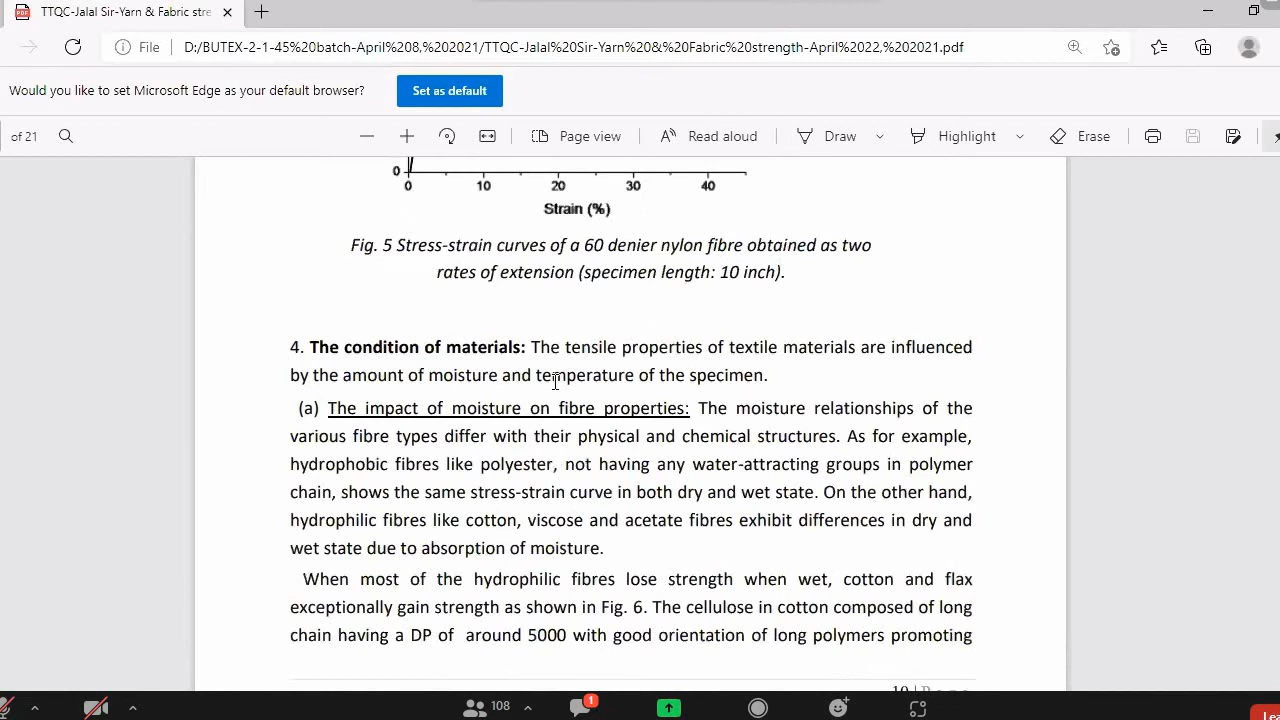 TTQC-Jalal Sir-Yarn & Fabric stre
File D:/BUTEX-2-1-45%20batch-April%208,%202021/TTQC-Jalal%20Sir-Yarn%20&%20Fabric%20strength-April%2022,%202021.pdf
Would you like to set Microsoft Edge as your default browser? Set as default
of 21 Page view Read aloud Draw Highlight Erase
0
0 10 20 30 40
Strain (%)
Fig. 5 Stress-strain curves of a 60 denier nylon fibre obtained as two
rates of extension (specimen length: 10 inch).
4. The condition of materials: The tensile properties of textile materials are influenced
by the amount of moisture and temperature of the specimen.
(a) The impact of moisture on fibre properties: The moisture relationships of the
various fibre types differ with their physical and chemical structures. As for example,
hydrophobic fibres like polyester, not having any water-attracting groups in polymer
chain, shows the same stress-strain curve in both dry and wet state. On the other hand,
hydrophilic fibres like cotton, viscose and acetate fibres exhibit differences in dry and
wet state due to absorption of moisture.
When most of the hydrophilic fibres lose strength when wet, cotton and flax
exceptionally gain strength as shown in Fig. 6. The cellulose in cotton composed of long
chain having a DP of around 5000 with good orientation of long polymers promoting
108 1